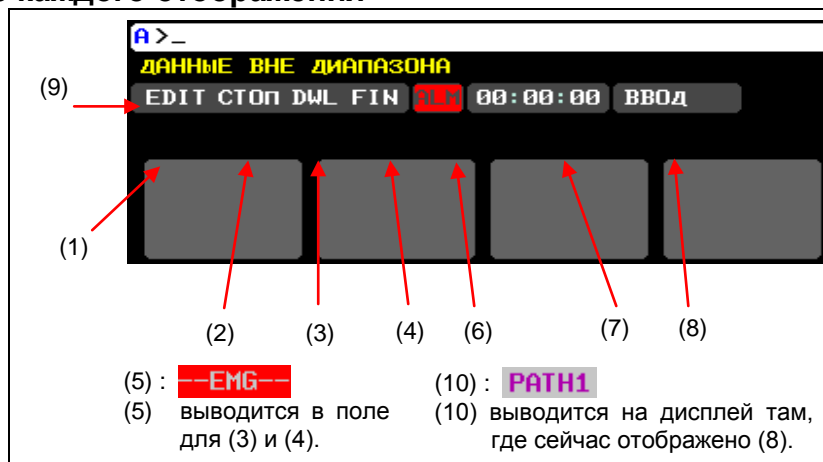 A>_
ДАННЫЕ ВНЕ ДИАПАЗОНА
(9)
EDIT СТОП DWL FIN ALM 00:00:00 ВВОД
(1)
(2) (3) (4) (6) (7) (8)
(5) : --EMG--
(10) : PATH1
(5) выводится в поле для (3) и (4).
(10) выводится на дисплей там, где сейчас отображено (8).